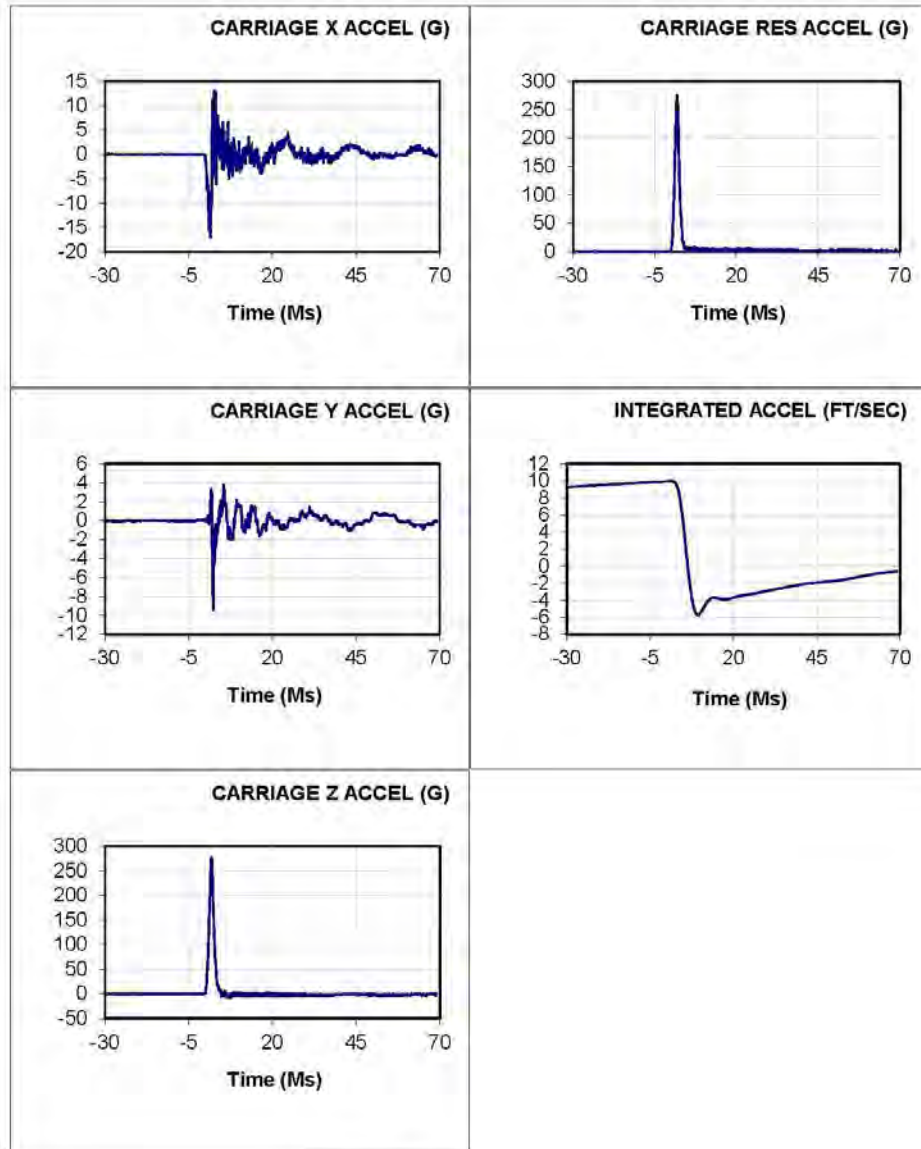 CARRIAGE X ACCEL (G)
15
10
5
0
-5
-10
-15
-20
-30 -5 20 45 70
Time (Ms)
CARRIAGE RES ACCEL (G)
300
250
200
150
100
50
0
-30 -5 20 45 70
Time (Ms)
CARRIAGE Y ACCEL (G)
6
4
2
0
-2
-4
-6
-8
-10
-12
-30 -5 20 45 70
Time (Ms)
INTEGRATED ACCEL (FT/SEC)
12
10
8
6
4
2
0
-2
-4
-6
-8
-30 -5 20 45 70
Time (Ms)
CARRIAGE Z ACCEL (G)
300
250
200
150
100
50
0
-50
-30 -5 20 45 70
Time (Ms)